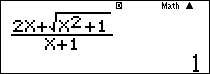 D Math ▲
2X+√X²+1
X+1
1